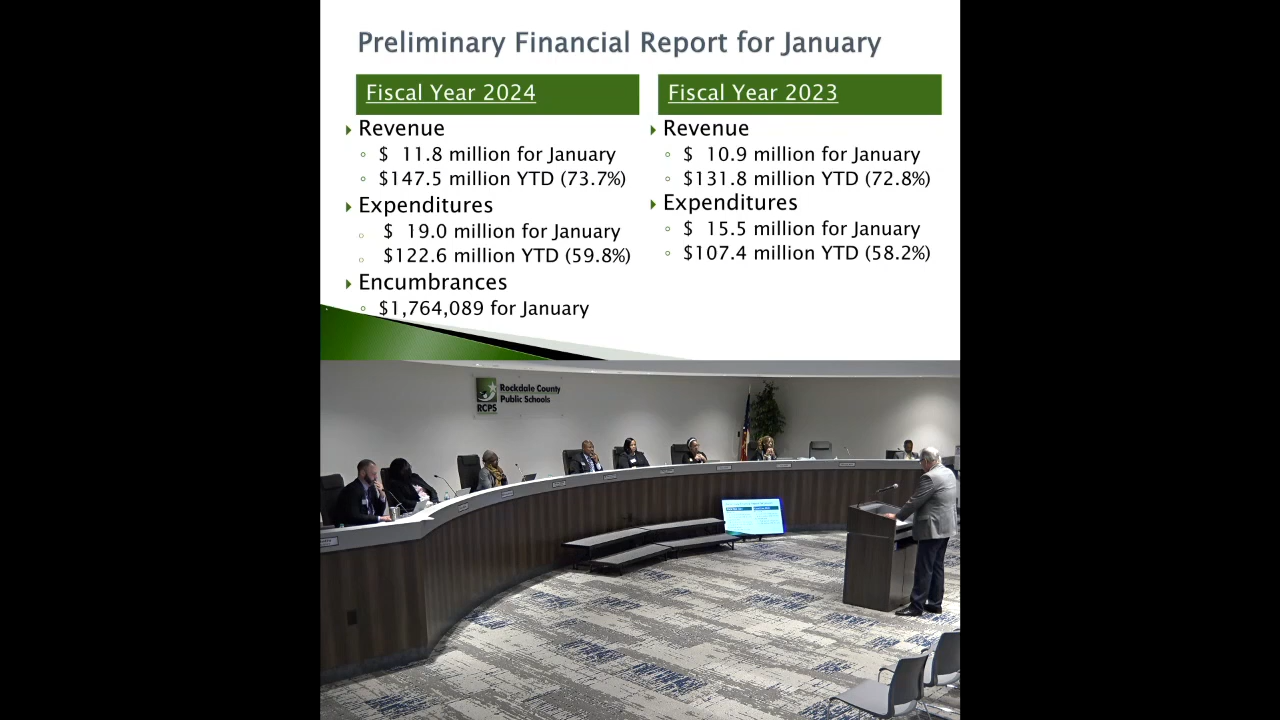 Preliminary Financial Report for January
Fiscal Year 2024
Revenue
$ 11.8 million for January
$147.5 million YTD (73.7%)
Expenditures
$ 19.0 million for January
$122.6 million YTD (59.8%)
Encumbrances
$1,764,089 for January
Fiscal Year 2023
Revenue
$ 10.9 million for January
$131.8 million YTD (72.8%)
Expenditures
$ 15.5 million for January
$107.4 million YTD (58.2%)
RCPS
Rockdale County
Public Schools